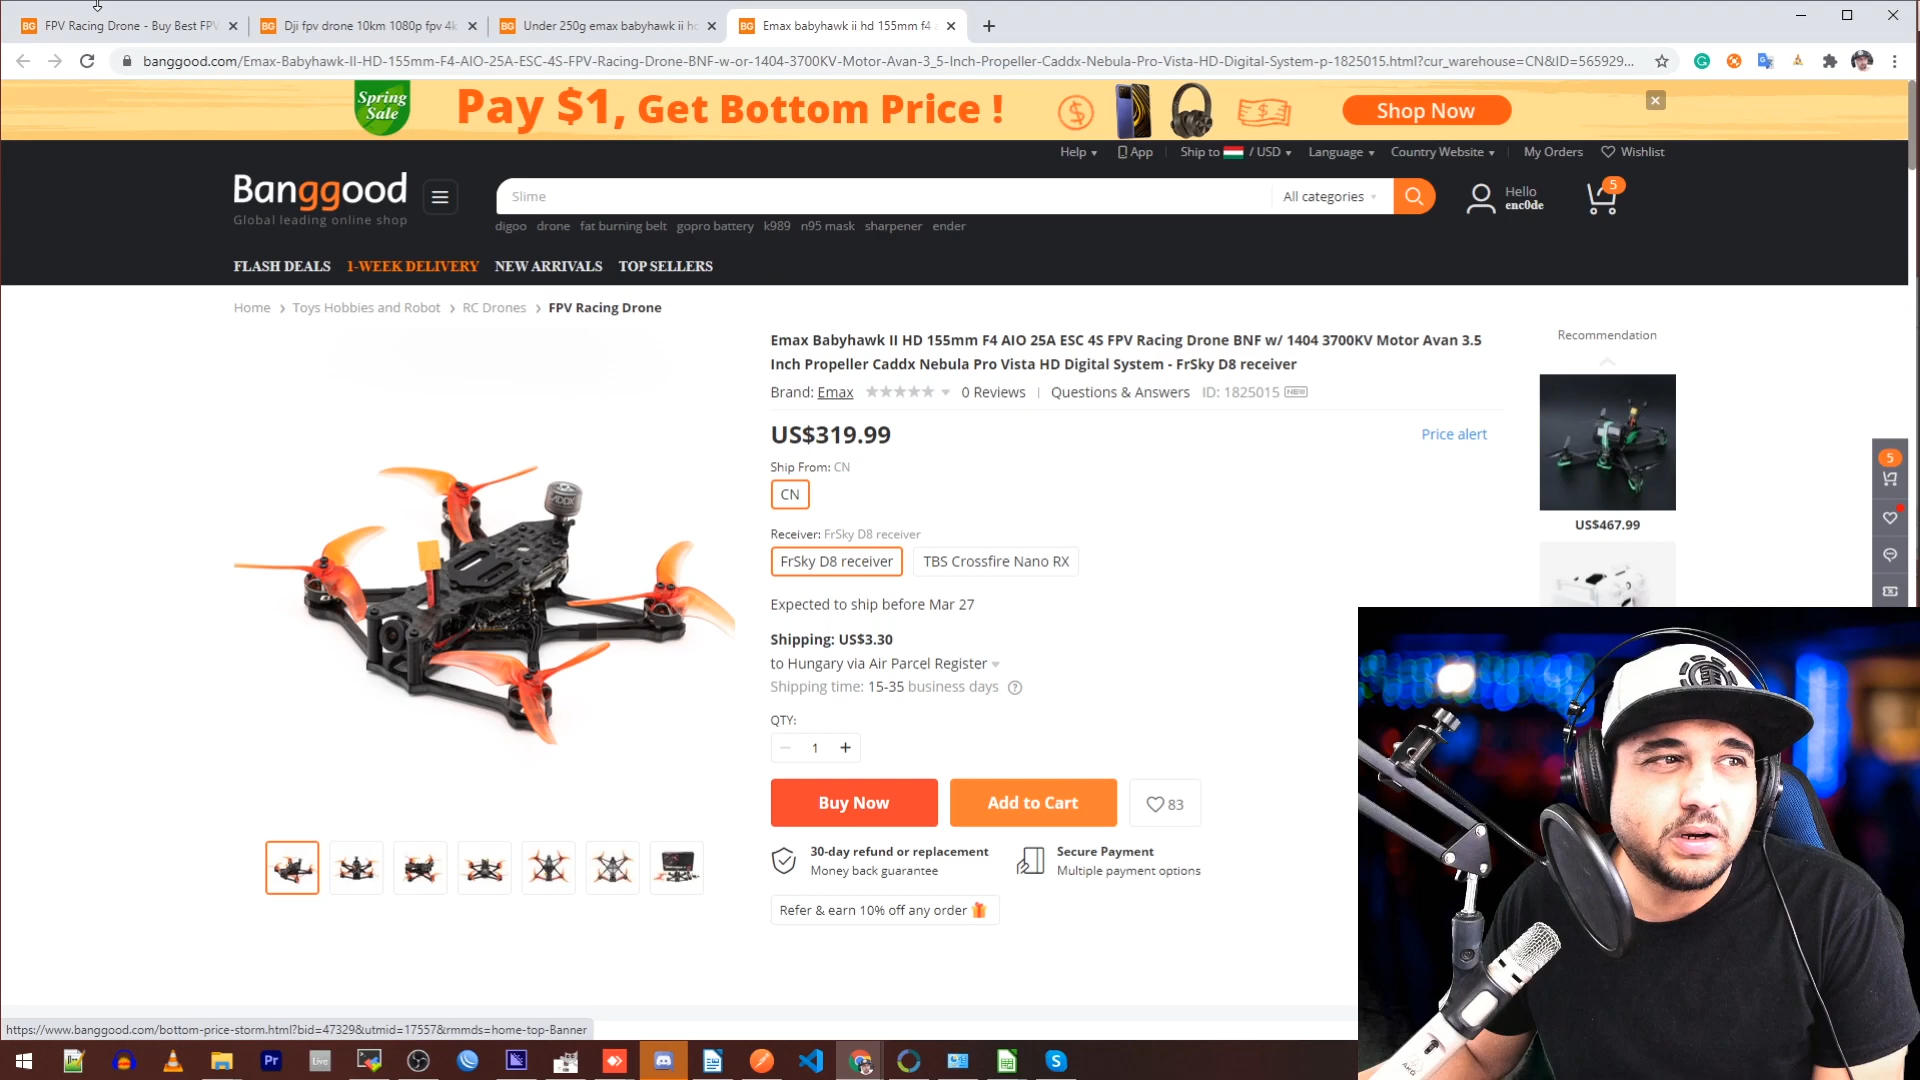 FPV Racing Drone - Buy Best FPV
Dji fpv drone 10km 1080p fpv 4k
Under 250g emax babyhawk ii hd
Emax babyhawk ii hd 155mm f4 a
banggood.com/Emax-Babyhawk-II-HD-155mm-F4-AIO-25A-ESC-4S-FPV-Racing-Drone-BNF-w-or-1404-3700KV-Motor-Avan-3_5-Inch-Propeller-Caddx-Nebula-Pro-Vista-HD-Digital-System-p-1825015.html?cur_warehouse=CN&ID=565929...
Spring Sale
Pay $1, Get Bottom Price !
Shop Now
Help
App
Ship to / USD
Language
Country Website
My Orders
Wishlist
Banggood
Global leading online shop
Slime
All categories
Hello
enc0de
5
digoo drone fat burning belt gopro battery k989 n95 mask sharpener ender
FLASH DEALS 1-WEEK DELIVERY NEW ARRIVALS TOP SELLERS
Home > Toys Hobbies and Robot > RC Drones > FPV Racing Drone
Emax Babyhawk II HD 155mm F4 AIO 25A ESC 4S FPV Racing Drone BNF w/ 1404 3700KV Motor Avan 3.5
Inch Propeller Caddx Nebula Pro Vista HD Digital System - FrSky D8 receiver
Brand: Emax 0 Reviews | Questions & Answers ID: 1825015 NEW
US$319.99
Price alert
Ship From: CN
CN
Receiver: FrSky D8 receiver
FrSky D8 receiver
TBS Crossfire Nano RX
Expected to ship before Mar 27
Shipping: US$3.30
to Hungary via Air Parcel Register
Shipping time: 15-35 business days ?
QTY:
− 1 +
Buy Now
Add to Cart
83
30-day refund or replacement
Money back guarantee
Secure Payment
Multiple payment options
Refer & earn 10% off any order
Recommendation
US$467.99
5
https://www.banggood.com/bottom-price-storm.html?bid=47329&utmid=17557&rmmds=home-top-Banner
Pr
Live
AKG